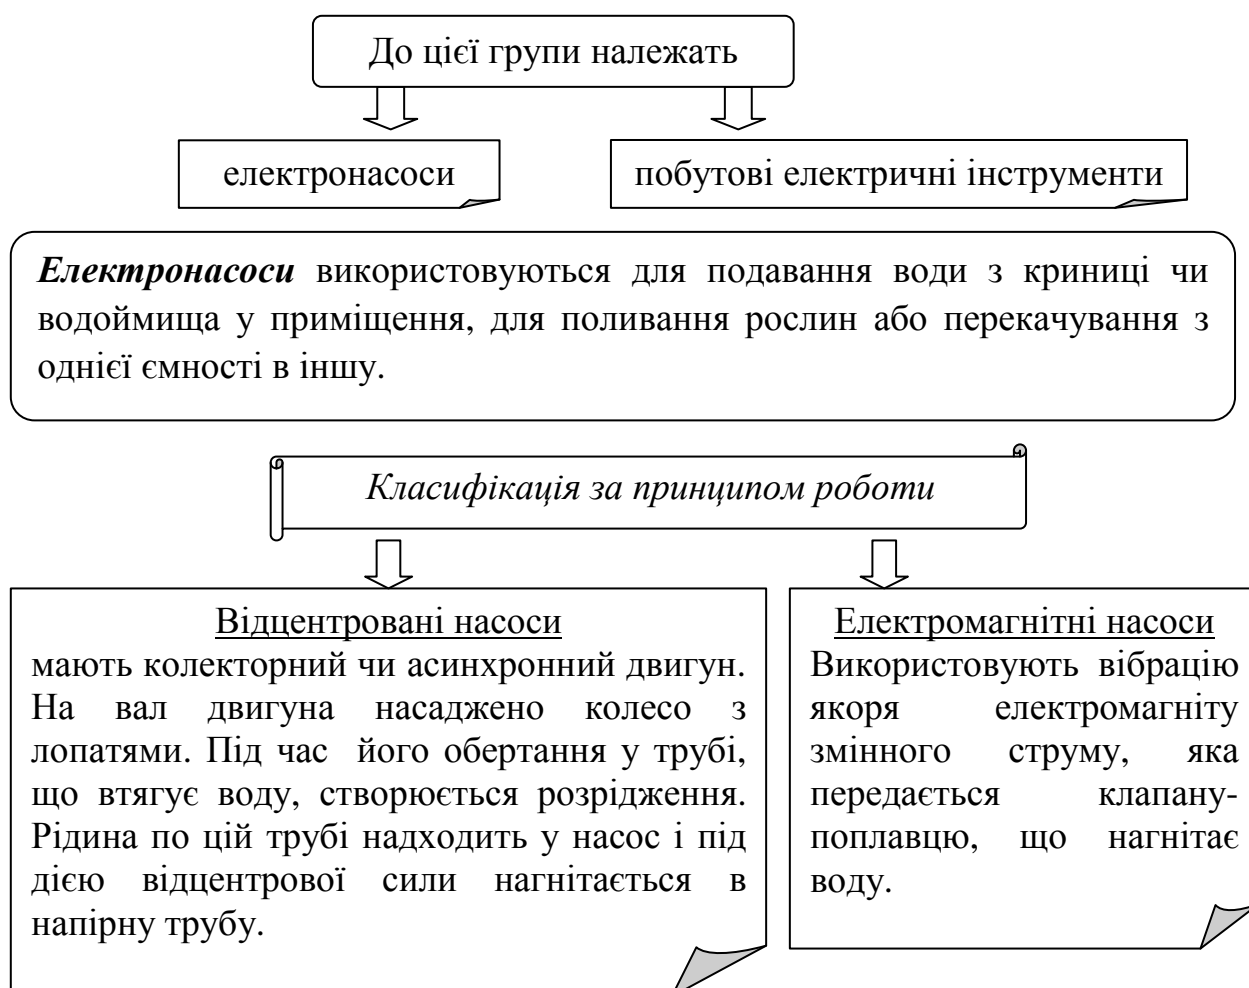 До цієї групи належать
електронасоси
побутові електричні інструменти
Електронасоси використовуються для подавання води з криниці чи
водоймища у приміщення, для поливання рослин або перекачування з
однієї ємності в іншу.
Класифікація за принципом роботи
Відцентровані насоси
мають колекторний чи асинхронний двигун.
На вал двигуна насаджено колесо з
лопатями. Під час його обертання у трубі,
що втягує воду, створюється розрідження.
Рідина по цій трубі надходить у насос і під
дією відцентрової сили нагнітається в
напірну трубу.
Електромагнітні насоси
Використовують вібрацію
якоря електромагніту
змінного струму, яка
передається клапану-
поплавцю, що нагнітає
воду.